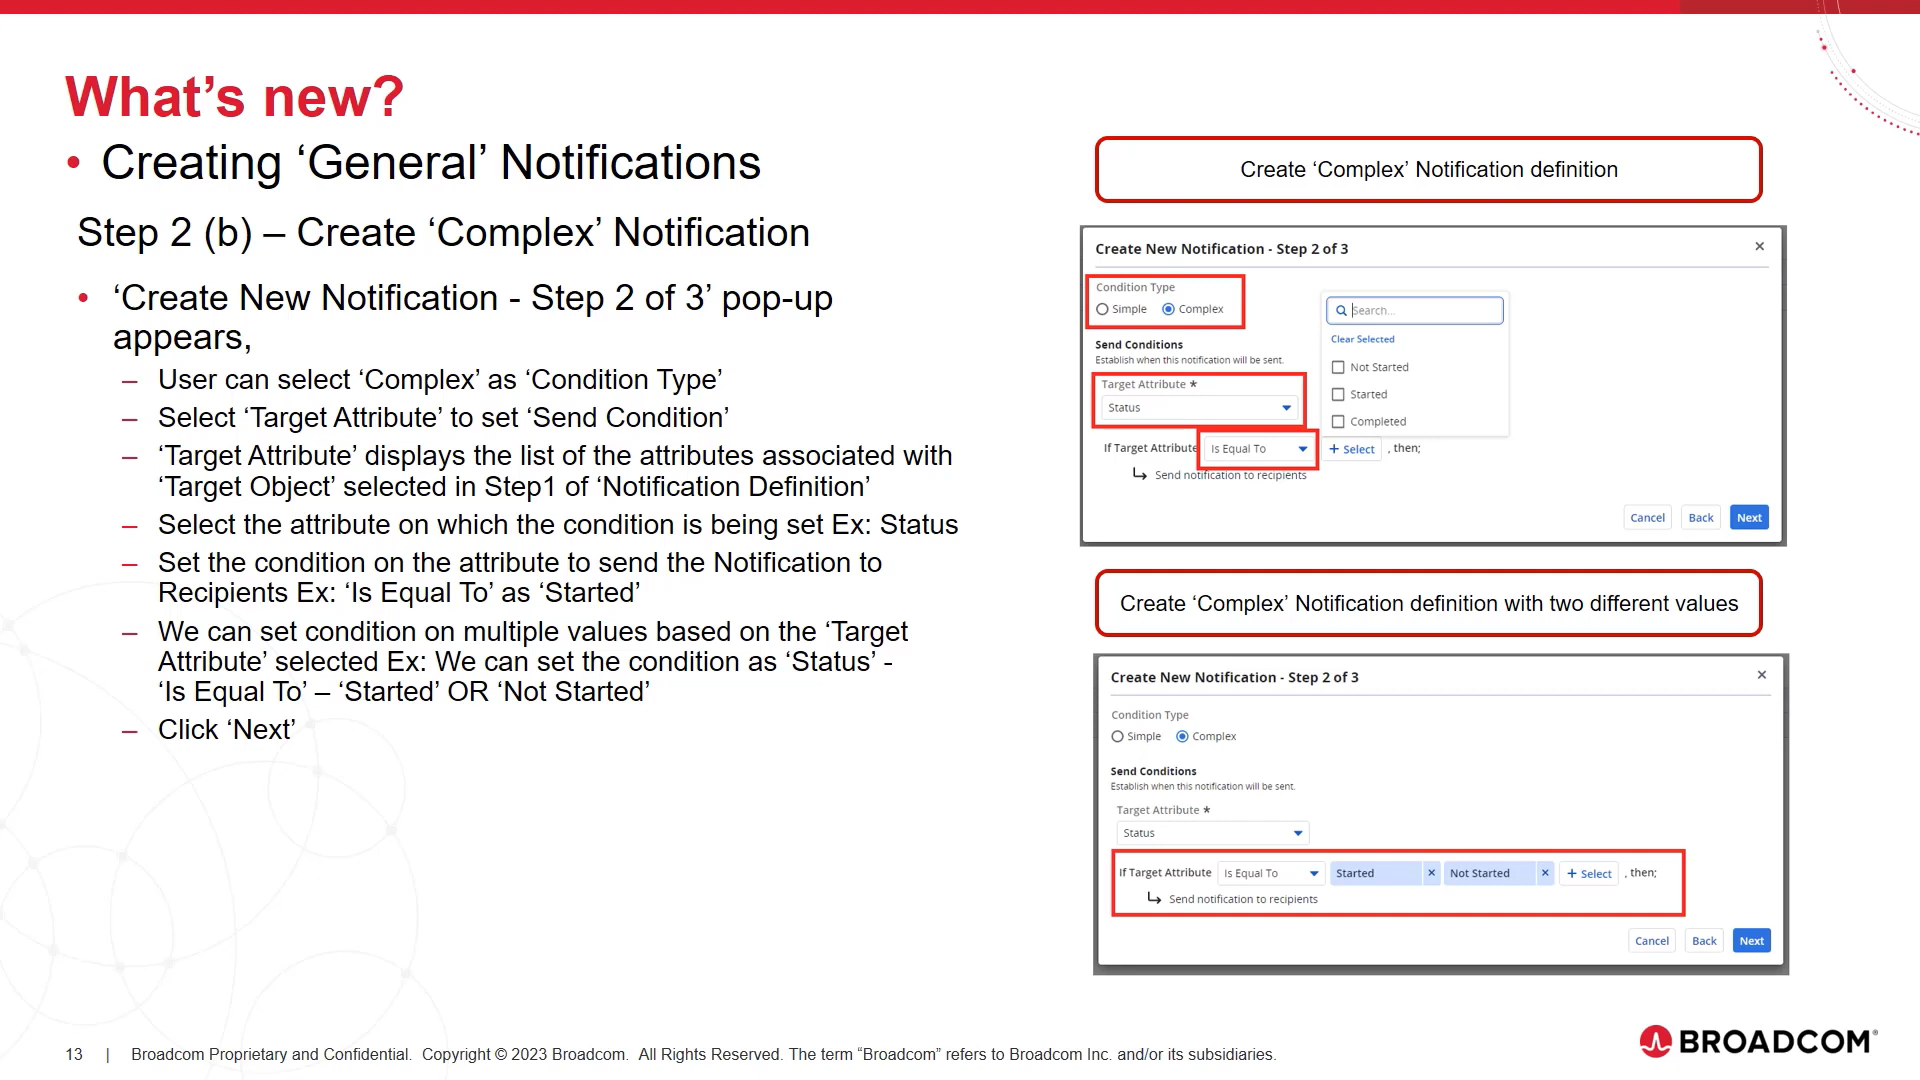 What’s new?
• Creating ‘General’ Notifications
Step 2 (b) – Create ‘Complex’ Notification
• ‘Create New Notification - Step 2 of 3’ pop-up
appears,
– User can select ‘Complex’ as ‘Condition Type’
– Select ‘Target Attribute’ to set ‘Send Condition’
– ‘Target Attribute’ displays the list of the attributes associated with
‘Target Object’ selected in Step1 of ‘Notification Definition’
– Select the attribute on which the condition is being set Ex: Status
– Set the condition on the attribute to send the Notification to
Recipients Ex: ‘Is Equal To’ as ‘Started’
– We can set condition on multiple values based on the ‘Target
Attribute’ selected Ex: We can set the condition as ‘Status’ -
‘Is Equal To’ – ‘Started’ OR ‘Not Started’
– Click ‘Next’
Create ‘Complex’ Notification definition
Create New Notification - Step 2 of 3 ×
Condition Type
Simple Complex
Search...
Clear Selected
Not Started
Started
Completed
Send Conditions
Establish when this notification will be sent.
Target Attribute *
Status
If Target Attribute Is Equal To + Select , then;
Send notification to recipients
Cancel Back Next
Create ‘Complex’ Notification definition with two different values
Create New Notification - Step 2 of 3 ×
Condition Type
Simple Complex
Send Conditions
Establish when this notification will be sent.
Target Attribute *
Status
If Target Attribute Is Equal To Started × Not Started × + Select , then;
Send notification to recipients
Cancel Back Next
13 | Broadcom Proprietary and Confidential. Copyright © 2023 Broadcom. All Rights Reserved. The term “Broadcom” refers to Broadcom Inc. and/or its subsidiaries.
BROADCOM®